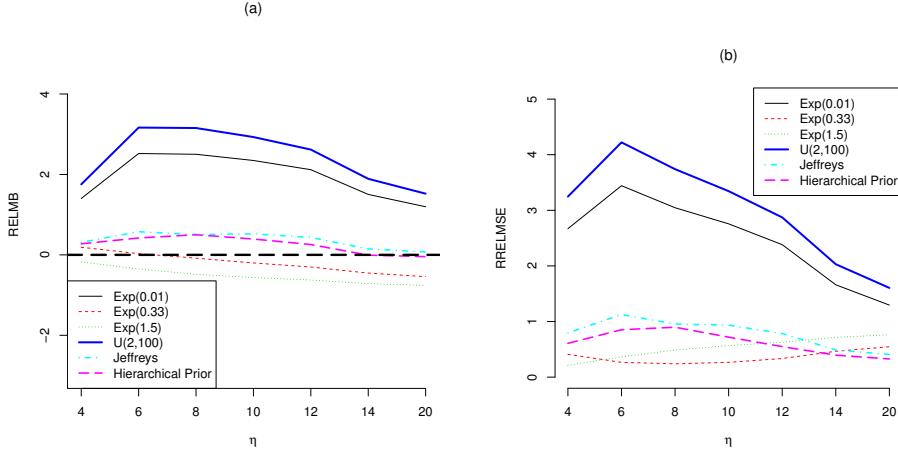 (a)
RELMB
4
2
0
−2
Exp(0.01)
Exp(0.33)
Exp(1.5)
U(2,100)
Jeffreys
Hierarchical Prior
4 6 8 10 12 14 20
η
(b)
RRELMSE
5
4
3
2
1
0
Exp(0.01)
Exp(0.33)
Exp(1.5)
U(2,100)
Jeffreys
Hierarchical Prior
4 6 8 10 12 14 20
η